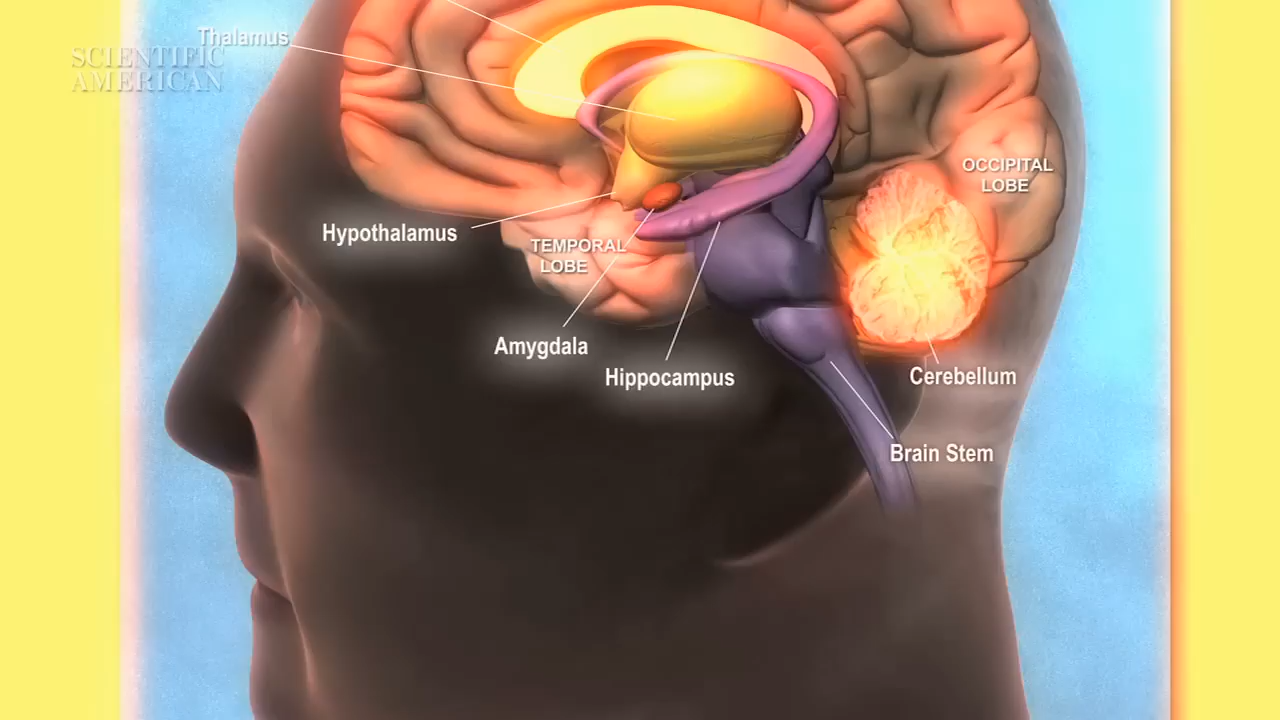 Thalamus
SCIENTIFIC
AMERICAN
OCCIPITAL
LOBE
Hypothalamus
TEMPORAL
LOBE
Amygdala
Hippocampus
Cerebellum
Brain Stem